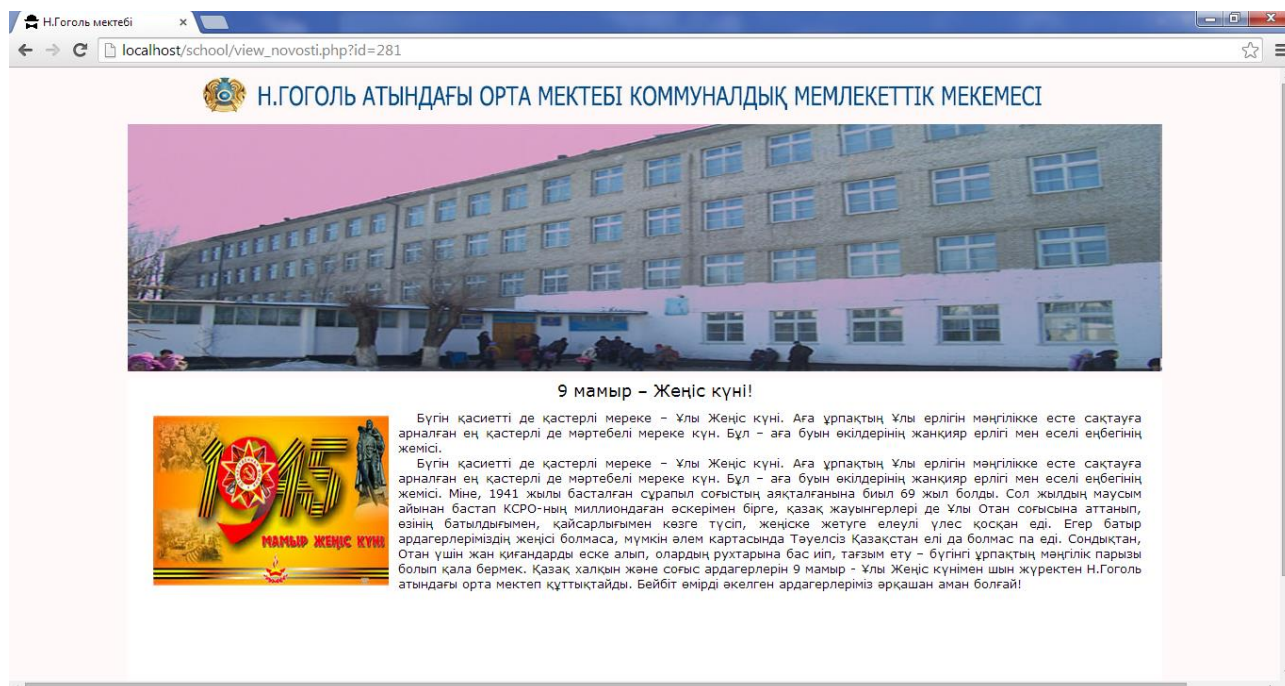 Н.Гоголь мектебі
localhost/school/view_novosti.php?id=281
Н.ГОГОЛЬ АТЫНДАҒЫ ОРТА МЕКТЕБІ КОММУНАЛДЫҚ МЕМЛЕКЕТТІК МЕКЕМЕСІ
9 мамыр – Жеңіс күні!
1945
МАМЫР ЖЕҢІС КҮНІ
Бүгін қасиетті де қастерлі мереке – Ұлы Жеңіс күні. Аға ұрпақтың Ұлы ерлігін мәңгілікке есте сақтауға
арналған ең қастерлі де мәртебелі мереке күн. Бұл – аға буын өкілдерінің жанқияр ерлігі мен еселі еңбегінің
жемісі.
Бүгін қасиетті де қастерлі мереке – Ұлы Жеңіс күні. Аға ұрпақтың Ұлы ерлігін мәңгілікке есте сақтауға
арналған ең қастерлі де мәртебелі мереке күн. Бұл – аға буын өкілдерінің жанқияр ерлігі мен еселі еңбегінің
жемісі. Міне, 1941 жылы басталған сұрапыл соғыстың аяқталғанына биыл 69 жыл болды. Сол жылдың маусым
айынан бастап КСРО-ның миллиондаған әскерімен бірге, қазақ жауынгерлері де Ұлы Отан соғысына аттанып,
өзінің батылдығымен, қайсарлығымен көзге түсіп, жеңіске жетуге елеулі үлес қосқан еді. Егер батыр
ардагерлеріміздің жеңісі болмаса, мүмкін әлем картасында Тәуелсіз Қазақстан елі да болмас па еді. Сондықтан,
Отан үшін жан қиғандарды еске алып, олардың рухтарына бас иіп, тағзым ету – бүгінгі ұрпақтың мәңгілік парызы
болып қала бермек. Қазақ халқын және соғыс ардагерлерін 9 мамыр - Ұлы Жеңіс күнімен шын жүректен Н.Гоголь
атындағы орта мектеп құттықтайды. Бейбіт өмірді әкелген ардагерлеріміз әрқашан аман болғай!